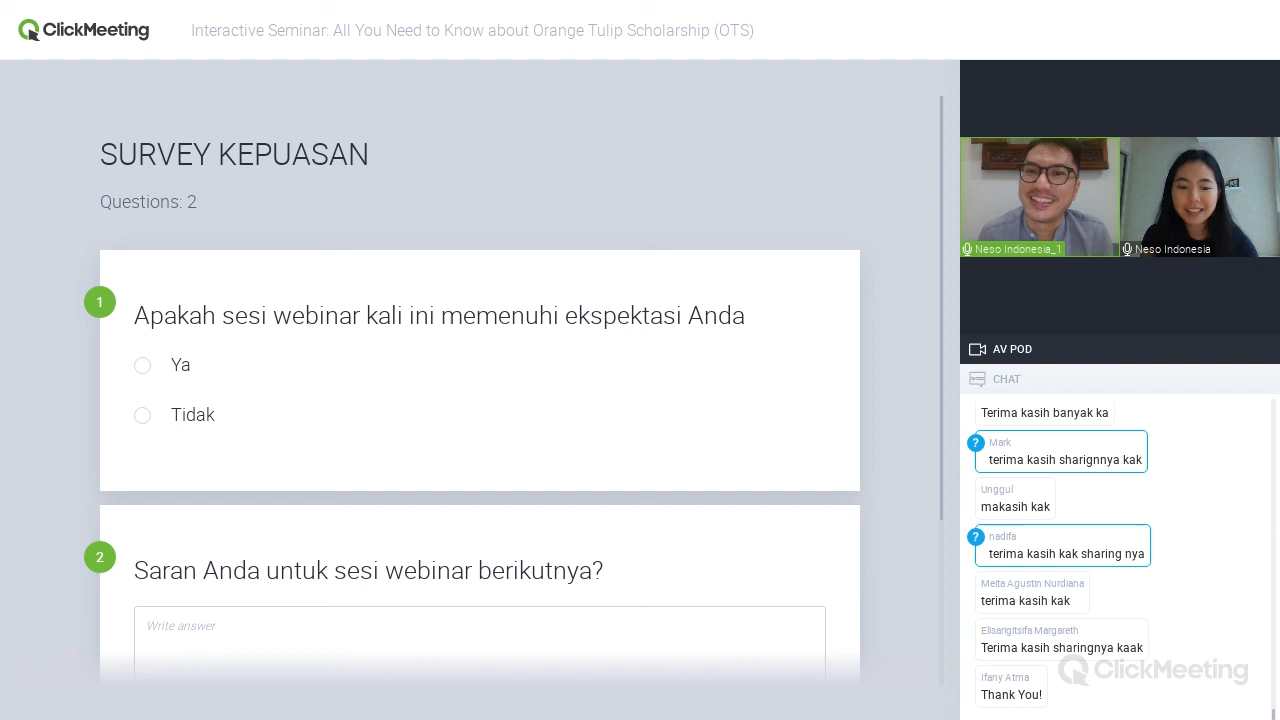 ClickMeeting
Interactive Seminar: All You Need to Know about Orange Tulip Scholarship (OTS)
SURVEY KEPUASAN
Questions: 2
1
Apakah sesi webinar kali ini memenuhi ekspektasi Anda
Ya
Tidak
2
Saran Anda untuk sesi webinar berikutnya?
Write answer
Neso Indonesia_1
Neso Indonesia
AV POD
CHAT
Terima kasih banyak ka
?
Mark
terima kasih sharignnya kak
Unggul
makasih kak
?
nadifa
terima kasih kak sharing nya
Meita Agustin Nurdiana
terima kasih kak
Elisarigitsifa Margareth
Terima kasih sharingnya kaak
Ifany Atma
Thank You!
ClickMeeting